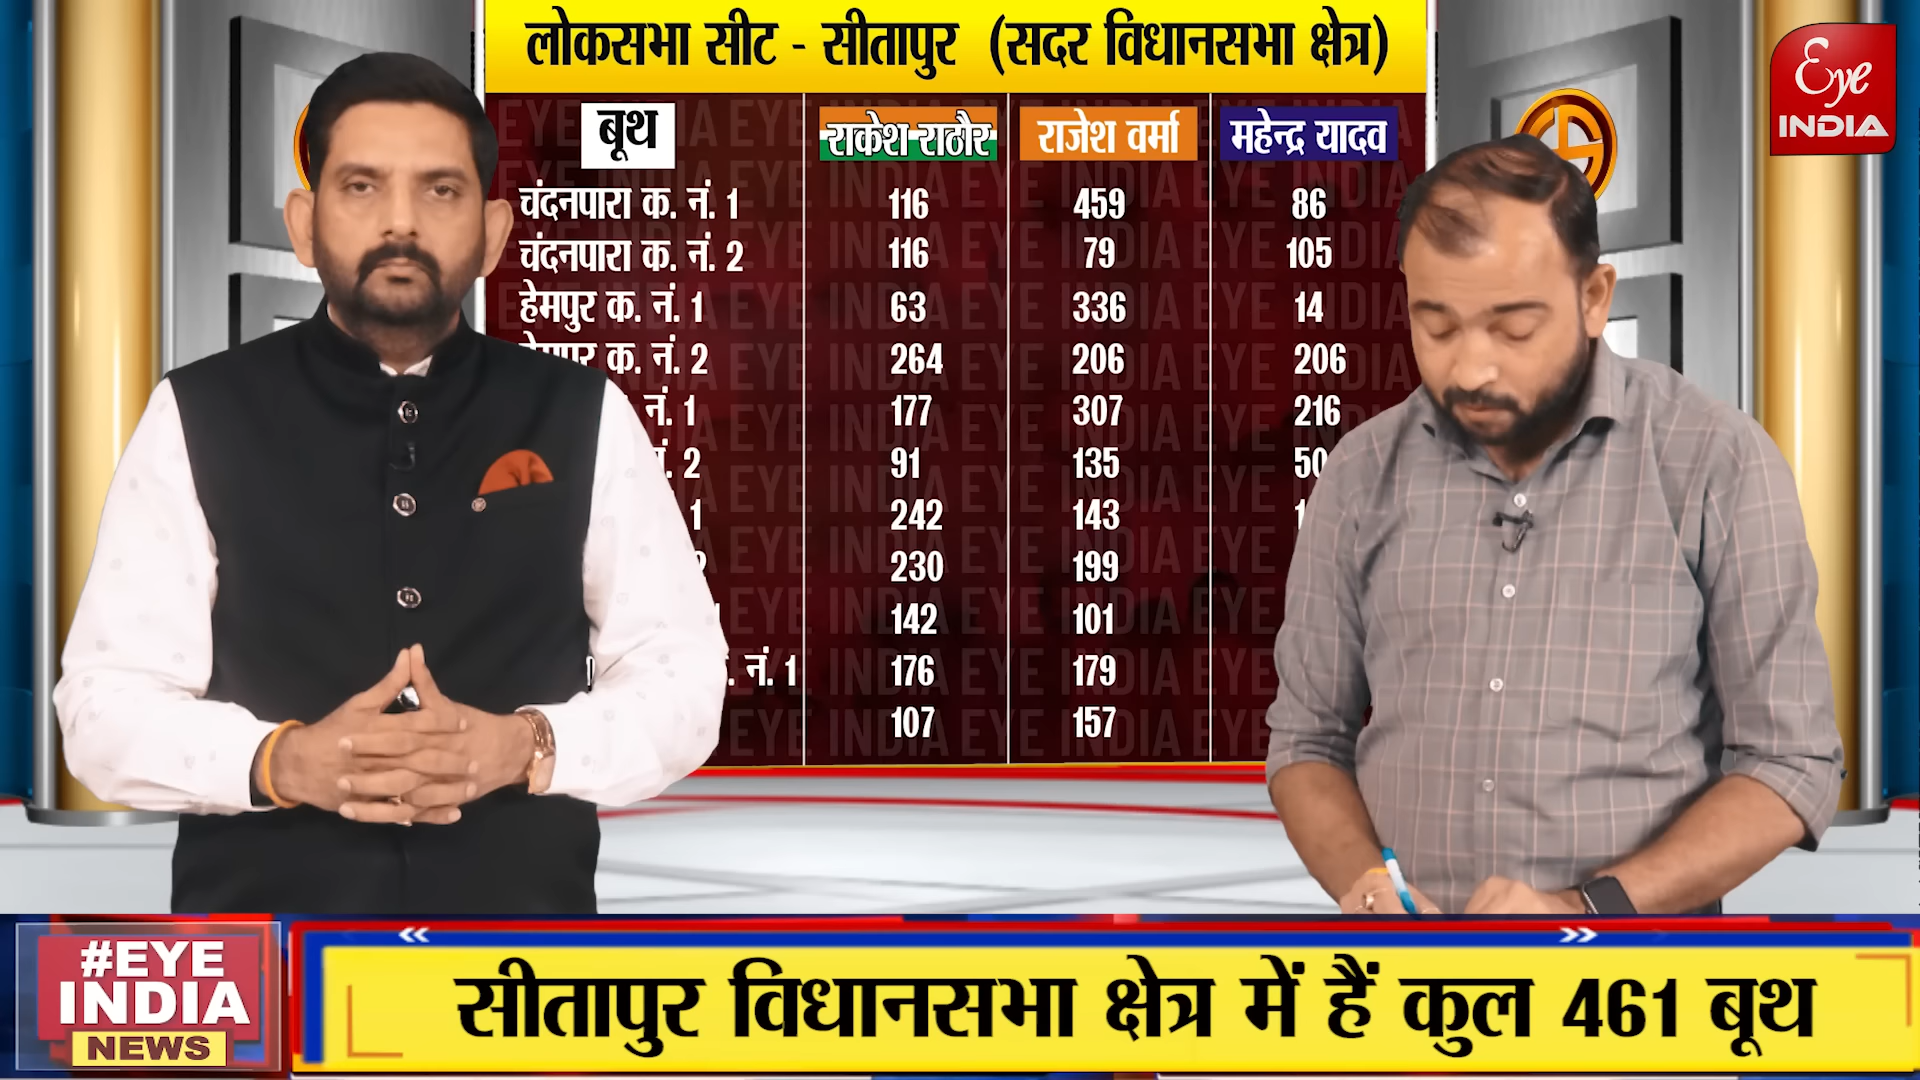 लोकसभा सीट - सीतापुर (सदर विधानसभा क्षेत्र)
Eye
INDIA
बूथ राकेश राठौर राजेश वर्मा महेन्द्र यादव
चंदनपारा क. नं. 1 116 459 86
चंदनपारा क. नं. 2 116 79 105
हेमपुर क. नं. 1 63 336 14
क. नं. 2 264 206 206
नं. 1 177 307 216
2 91 135 50
1 242 143
230 199
142 101
नं. 1 176 179
107 157
#EYE
INDIA
NEWS
सीतापुर विधानसभा क्षेत्र में हैं कुल 461 बूथ